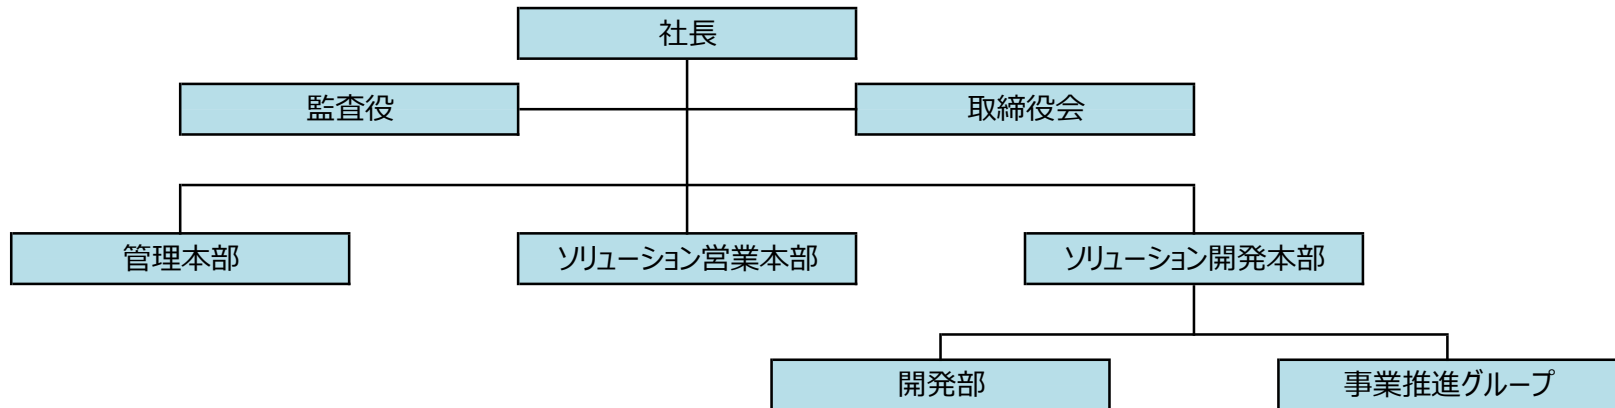 社長
監査役
取締役会
管理本部
ソリューション営業本部
ソリューション開発本部
開発部
事業推進グループ